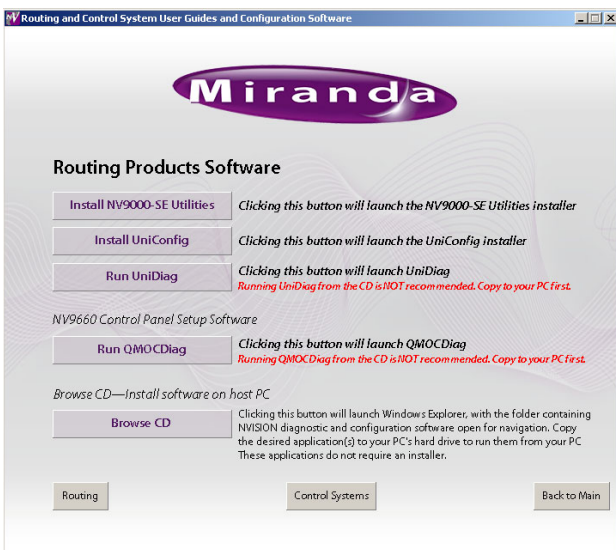 Routing and Control System User Guides and Configuration Software
Miranda
Routing Products Software
Install NV9000-SE Utilities
Clicking this button will launch the NV9000-SE Utilities installer
Install UniConfig
Clicking this button will launch the UniConfig installer
Run UniDiag
Clicking this button will launch UniDiag
Running UniDiag from the CD is NOT recommended. Copy to your PC first.
NV9660 Control Panel Setup Software
Run QMOCDiag
Clicking this button will launch QMOCDiag
Running QMOCDiag from the CD is NOT recommended. Copy to your PC first.
Browse CD—Install software on host PC
Browse CD
Clicking this button will launch Windows Explorer, with the folder containing
NVISION diagnostic and configuration software open for navigation. Copy
the desired application(s) to your PC's hard drive to run them from your PC
These applications do not require an installer.
Routing
Control Systems
Back to Main